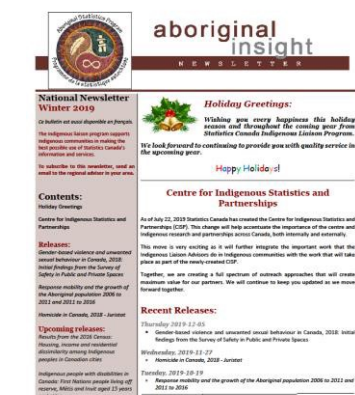 Aboriginal Statistics Program
Programme de la statistique autochtone
aboriginal
insight
NEWSLETTER
National Newsletter
Winter 2019
Ce bulletin est aussi disponible en français.
The Indigenous liaison program supports
Indigenous communities in making the
best possible use of Statistics Canada's
information and services.
To subscribe to this newsletter, send an
email to the regional advisor in your area.
Contents:
Holiday Greetings
Centre for Indigenous Statistics and
Partnerships
Releases:
Gender-based violence and unwanted
sexual behaviour in Canada, 2018:
Initial findings from the Survey of
Safety in Public and Private Spaces
Response mobility and the growth of
the Aboriginal population 2006 to
2011 and 2011 to 2016
Homicide in Canada, 2018 - Juristat
Upcoming releases:
Results from the 2016 Census:
Housing, income and residential
dissimilarity among Indigenous
peoples in Canadian cities
Indigenous people with disabilities in
Canada: First Nations people living off
reserve, Métis and Inuit aged 15 years
Holiday Greetings:
Wishing you every happiness this holiday
season and throughout the coming year from
Statistics Canada Indigenous Liaison Program.
We look forward to continuing to provide you with quality service in
the upcoming year.
Happy Holidays!
Centre for Indigenous Statistics and
Partnerships
As of July 22, 2019 Statistics Canada has created the Centre for Indigenous Statistics and
Partnerships (CISP). This change will help accentuate the importance of the centre and
Indigenous research and partnerships across Canada, both internally and externally.
This move is very exciting as it will further integrate the important work that the
Indigenous Liaison Advisors do in Indigenous communities with the work that will take
place as part of the newly-created CISP.
Together, we are creating a full spectrum of outreach approaches that will create
maximum value for our partners. We will continue to keep you updated as we move
forward together.
Recent Releases:
Thursday 2019-12-05
• Gender-based violence and unwanted sexual behaviour in Canada, 2018: Initial
findings from the Survey of Safety in Public and Private Spaces
Wednesday, 2019-11-27
• Homicide in Canada, 2018 - Juristat
Tuesday, 2019-10-19
• Response mobility and the growth of the Aboriginal population 2006 to 2011 and
2011 to 2016